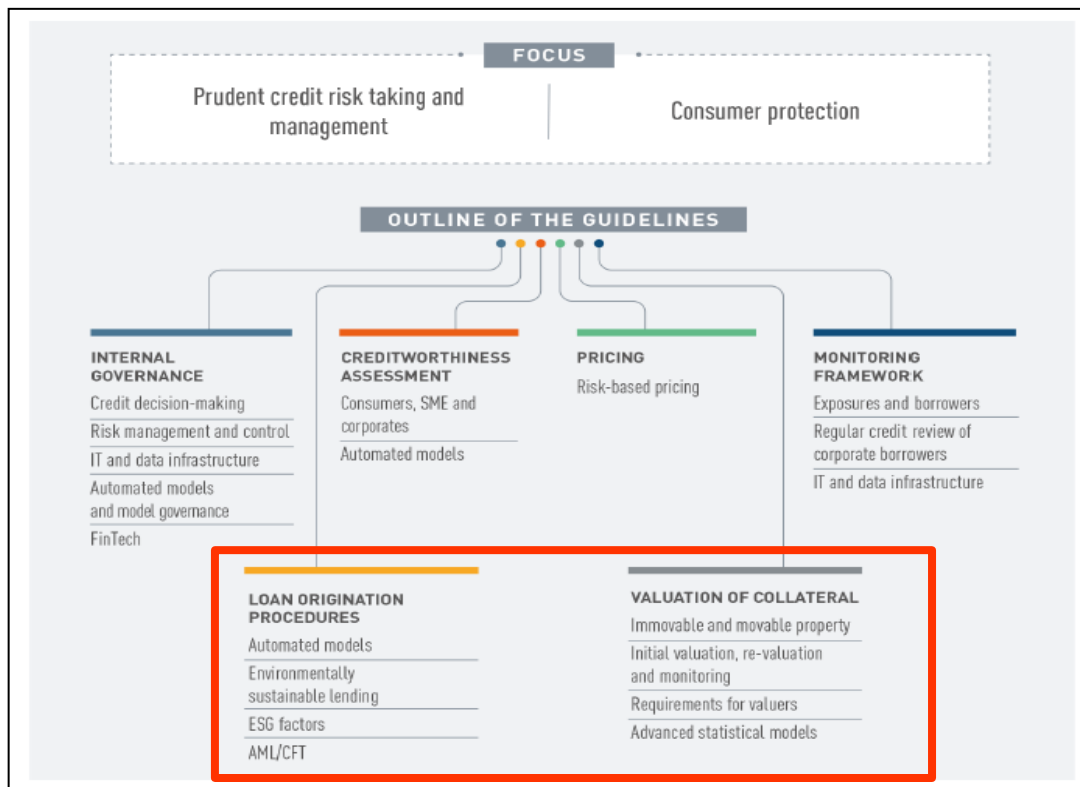 FOCUS
Prudent credit risk taking and
management
Consumer protection
OUTLINE OF THE GUIDELINES
INTERNAL
GOVERNANCE
Credit decision-making
Risk management and control
IT and data infrastructure
Automated models
and model governance
FinTech
CREDITWORTHINESS
ASSESSMENT
Consumers, SME and
corporates
Automated models
PRICING
Risk-based pricing
MONITORING
FRAMEWORK
Exposures and borrowers
Regular credit review of
corporate borrowers
IT and data infrastructure
LOAN ORIGINATION
PROCEDURES
Automated models
Environmentally
sustainable lending
ESG factors
AML/CFT
VALUATION OF COLLATERAL
Immovable and movable property
Initial valuation, re-valuation
and monitoring
Requirements for valuers
Advanced statistical models